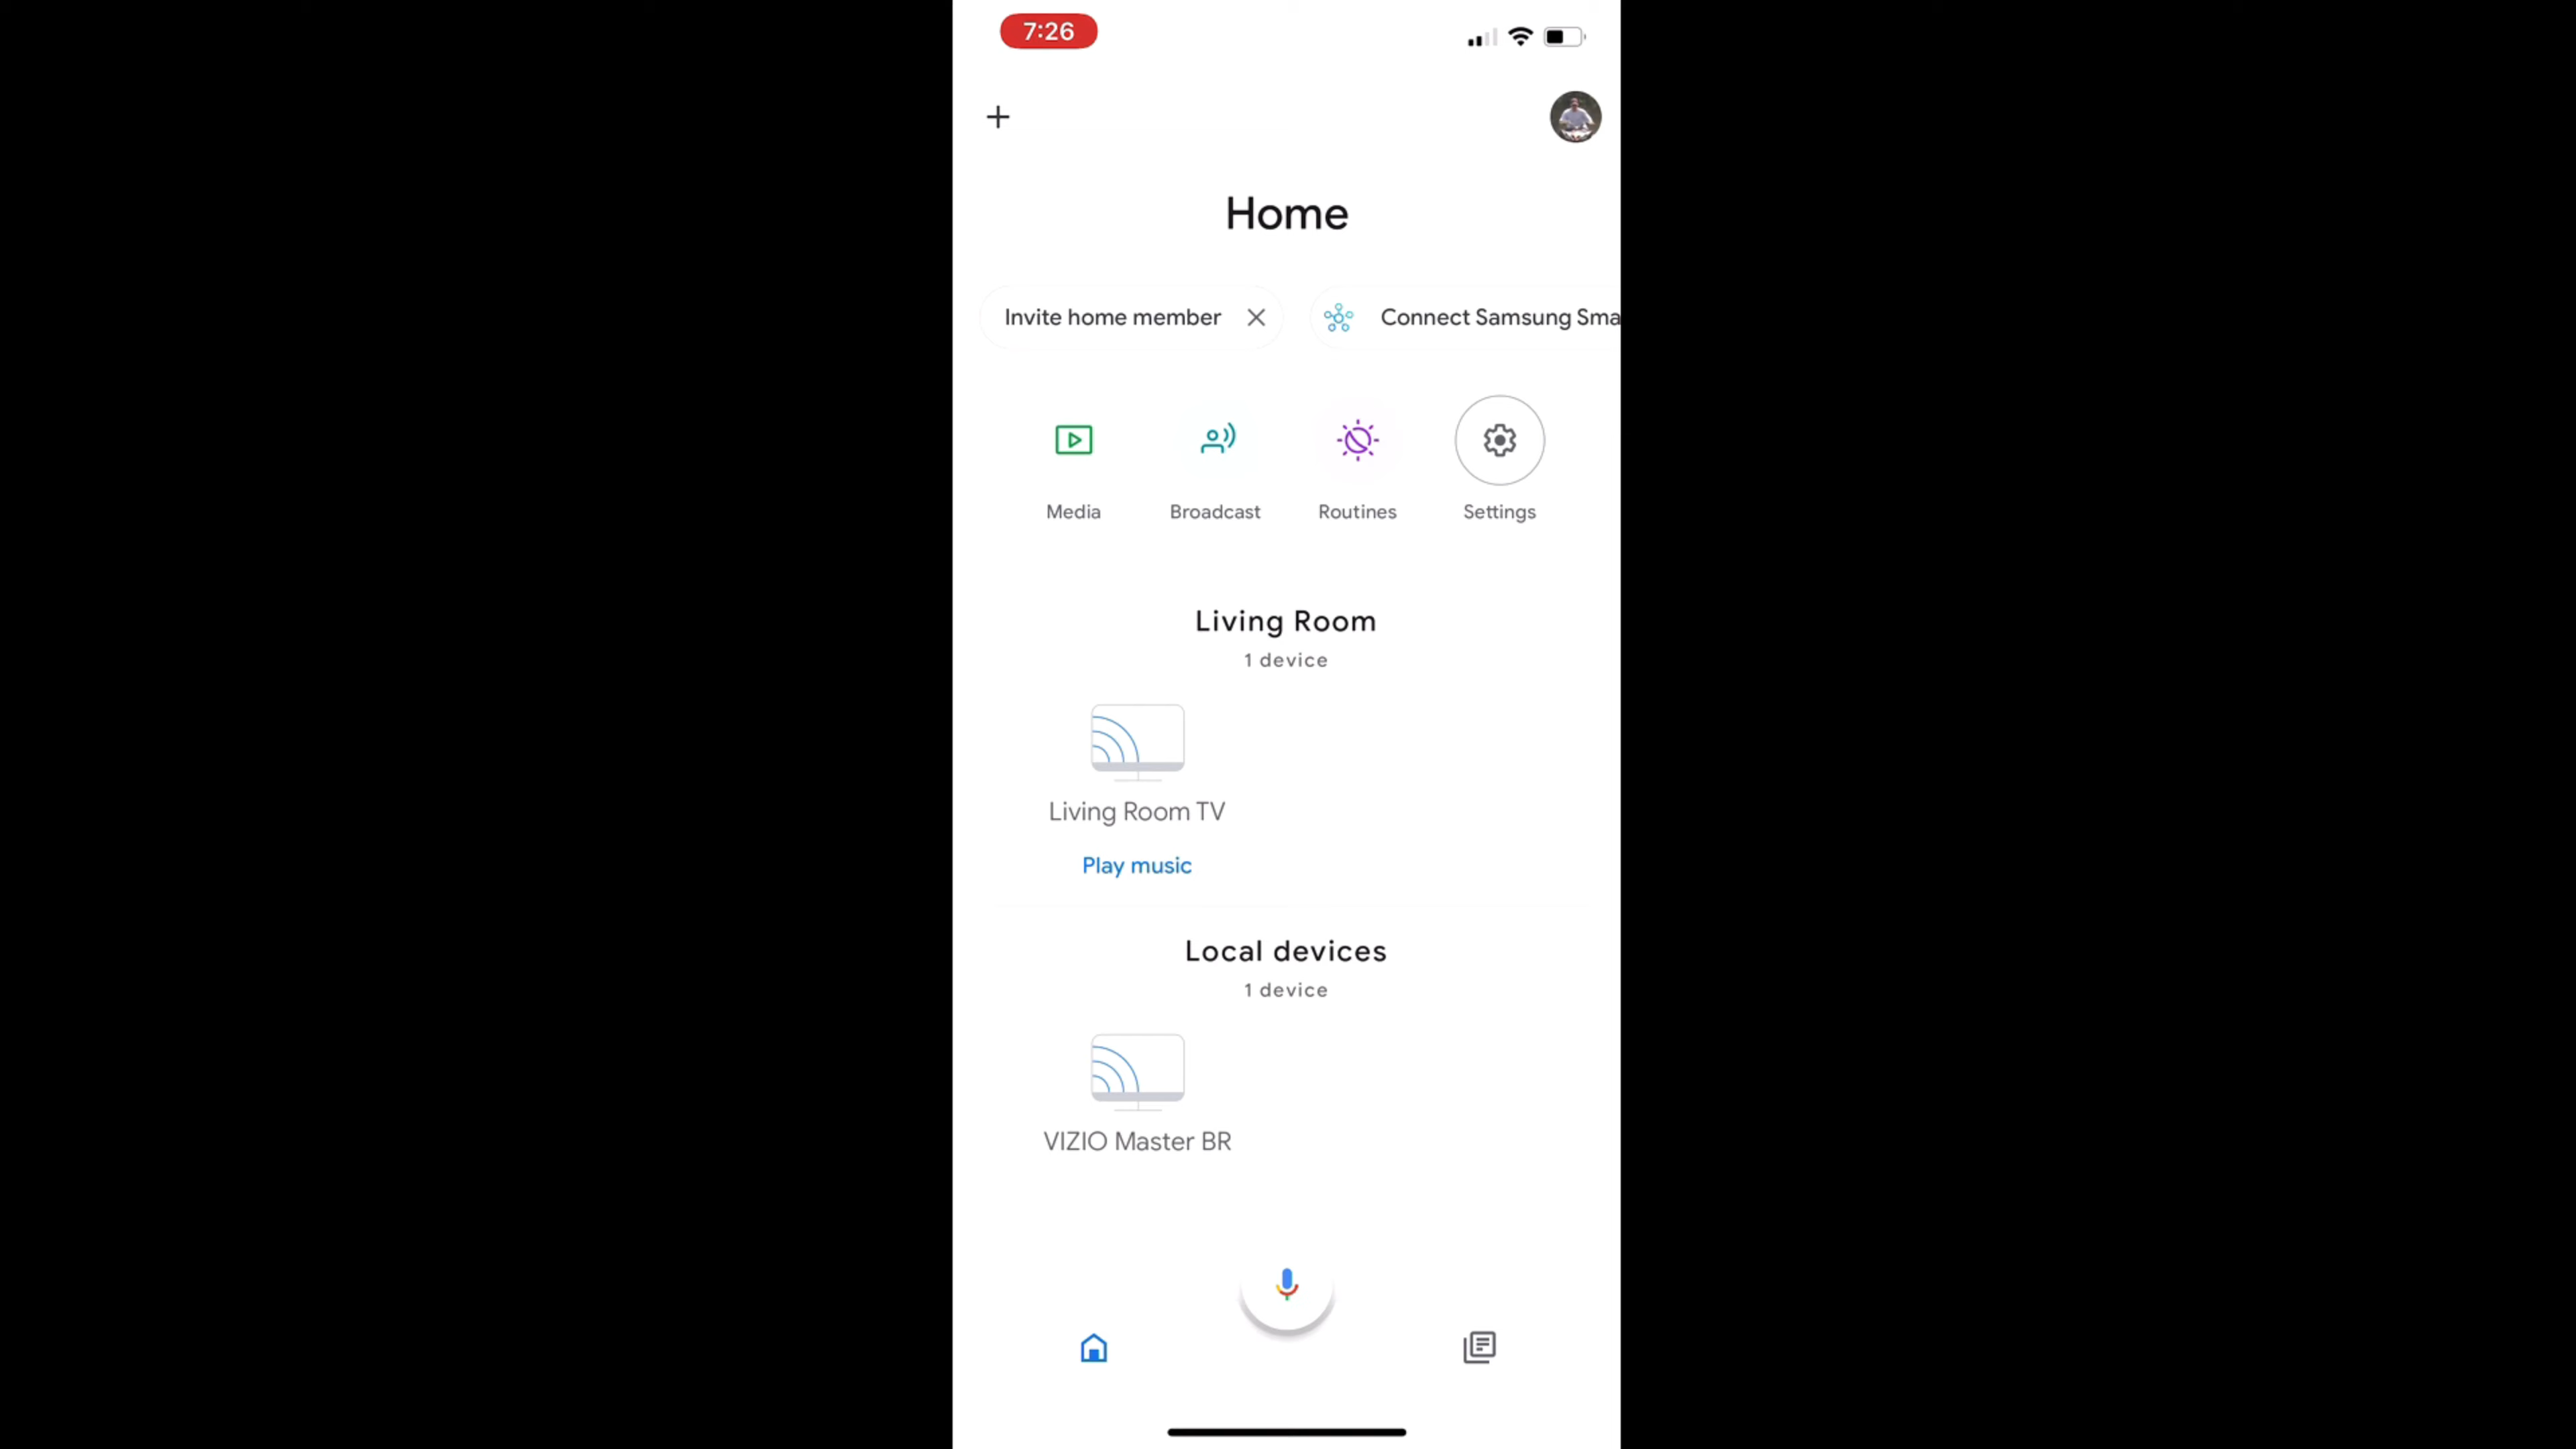 7:26
Home
Invite home member
Connect Samsung Sma
Media
Broadcast
Routines
Settings
Living Room
1 device
Living Room TV
Play music
Local devices
1 device
VIZIO Master BR